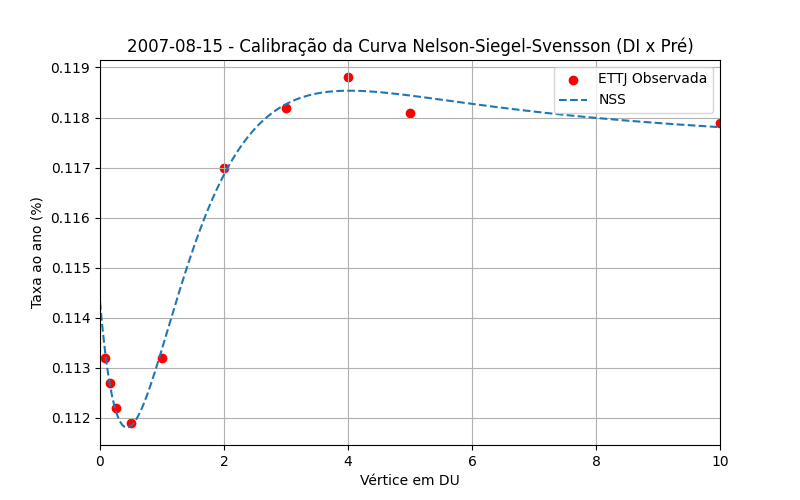 2007-08-15 - Calibração da Curva Nelson-Siegel-Svensson (DI x Pré)
ETTJ Observada
NSS
Taxa ao ano (%)
0.119
0.118
0.117
0.116
0.115
0.114
0.113
0.112
0
2
4
6
8
10
Vértice em DU